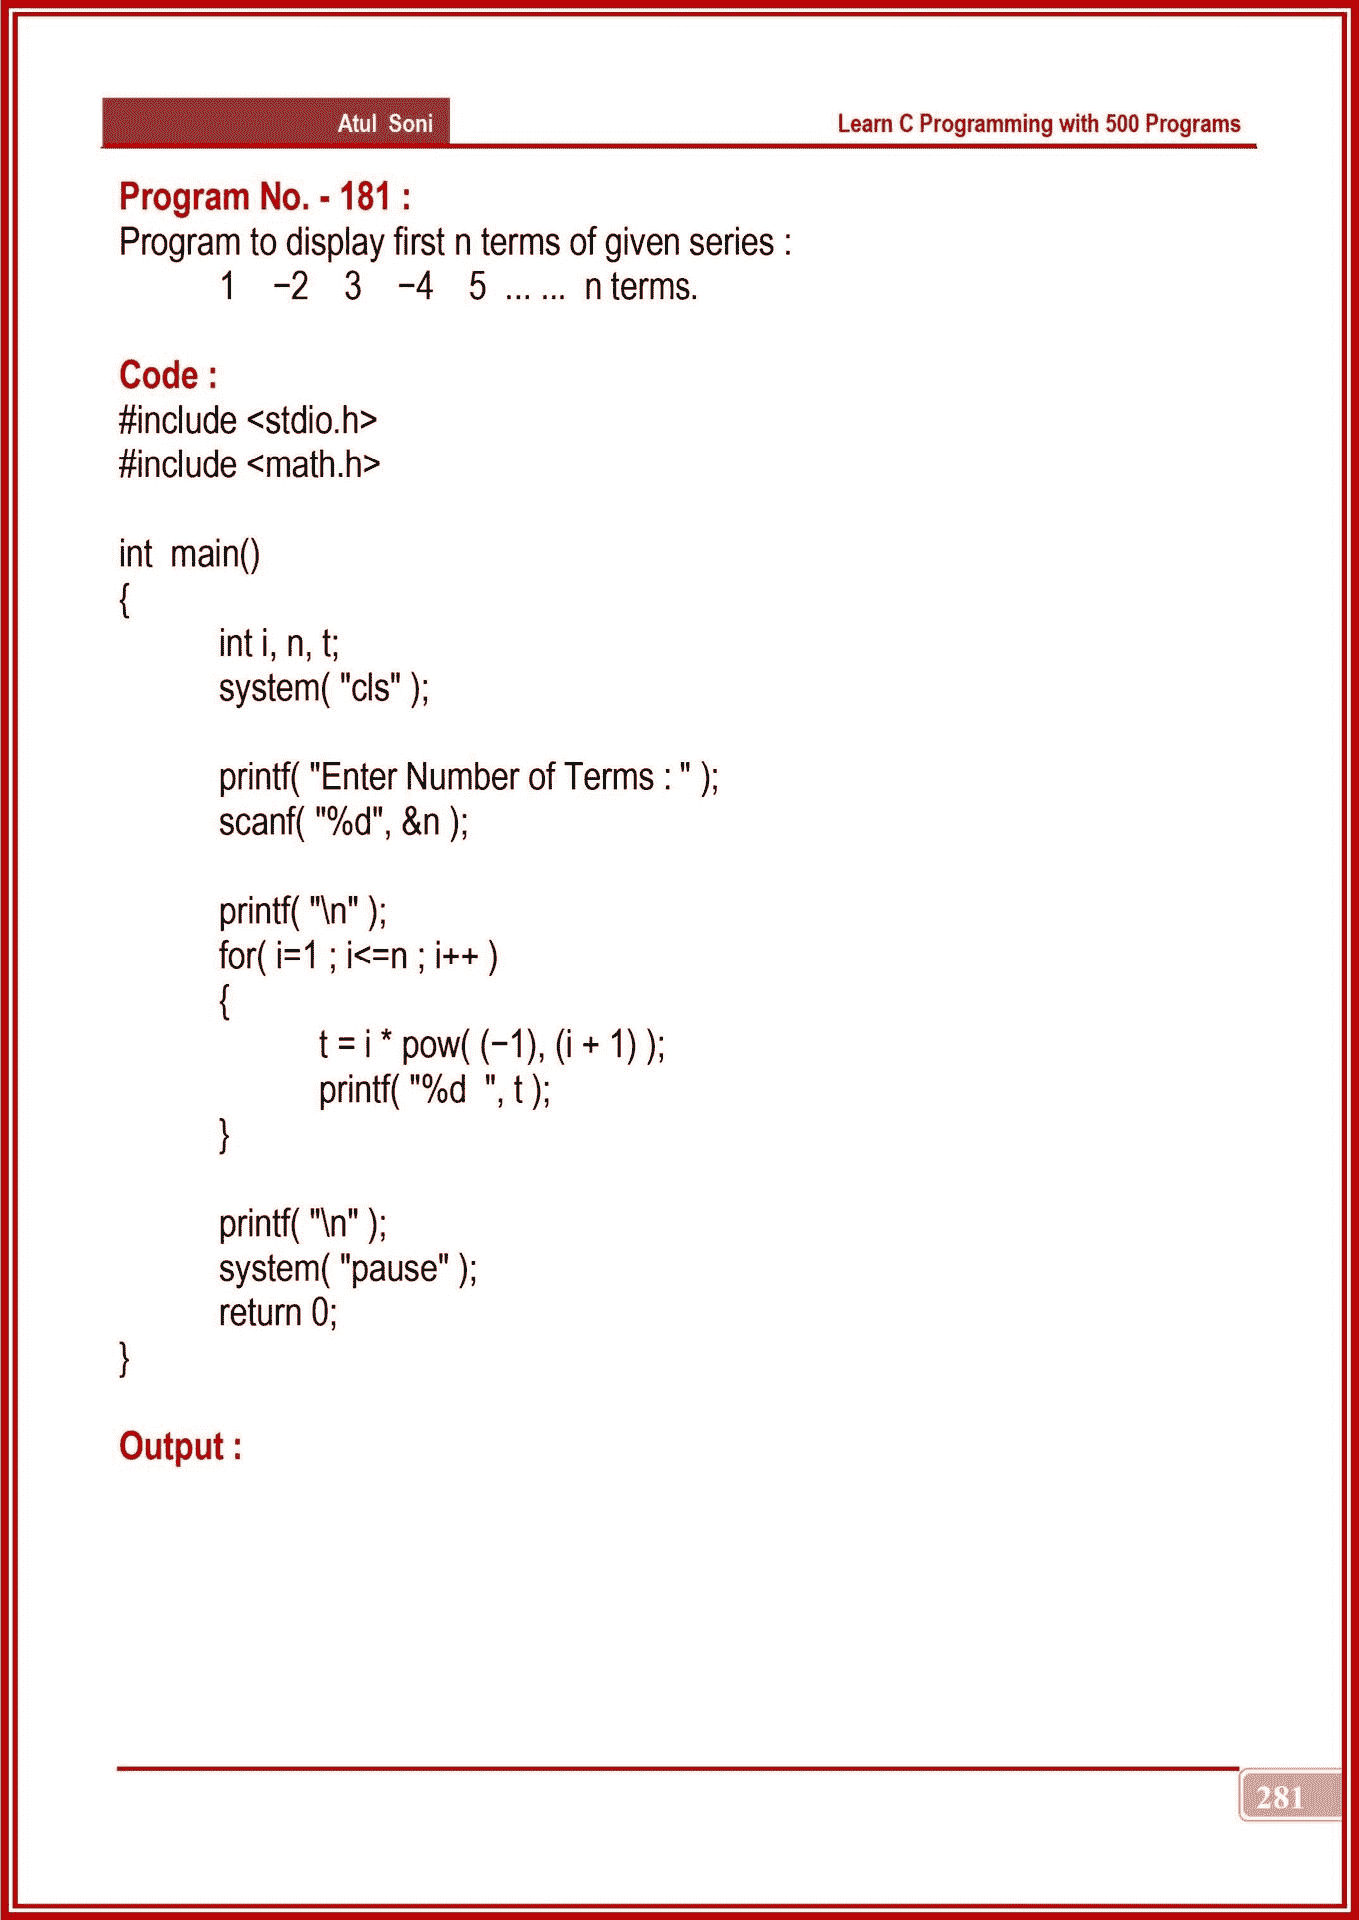 Atul  Soni
Learn C Programming with 500 Programs
Program No. - 181 :
Program to display first n terms of given series :
1    −2    3    −4    5  ... ...  n terms.
Code :
#include <stdio.h>
#include <math.h>
int  main()
{
int i, n, t;
system( "cls" );
printf( "Enter Number of Terms : " );
scanf( "%d", &n );
printf( "\n" );
for( i=1 ; i<=n ; i++ )
{
t = i * pow( (−1), (i + 1) );
printf( "%d  ", t );
}
printf( "\n" );
system( "pause" );
return 0;
}
Output :
281